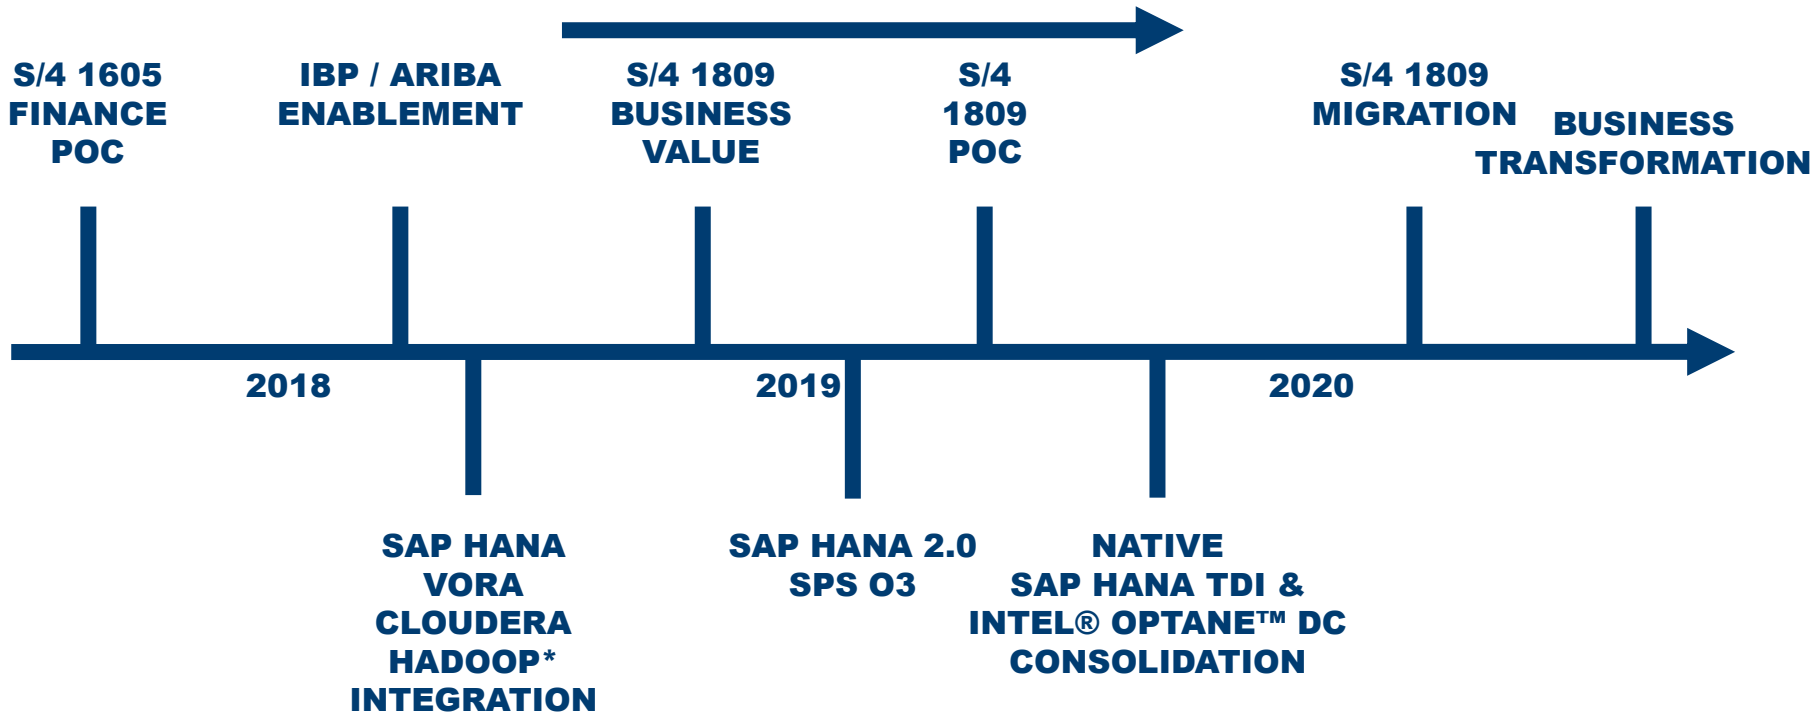 S/4 1605
FINANCE
POC
IBP / ARIBA
ENABLEMENT
S/4 1809
BUSINESS
VALUE
S/4
1809
POC
S/4 1809
MIGRATION
BUSINESS
TRANSFORMATION
2018
2019
2020
SAP HANA
VORA
CLOUDERA
HADOOP*
INTEGRATION
SAP HANA 2.0
SPS O3
NATIVE
SAP HANA TDI &
INTEL® OPTANE™ DC
CONSOLIDATION